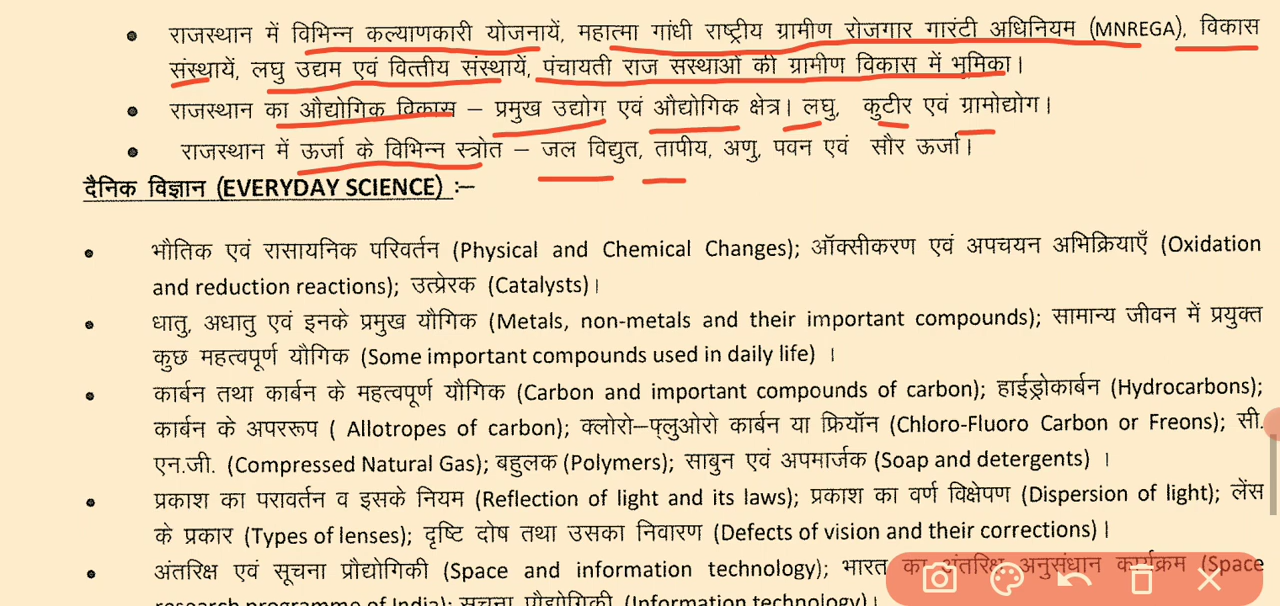 • राजस्थान में विभिन्न कल्याणकारी योजनायें, महात्मा गांधी राष्ट्रीय ग्रामीण रोजगार गारंटी अधिनियम (MNREGA), विकास
संस्थायें, लघु उद्यम एवं वित्तीय संस्थायें, पंचायती राज संस्थाओं की ग्रामीण विकास में भूमिका।
• राजस्थान का औद्योगिक विकास – प्रमुख उद्योग एवं औद्योगिक क्षेत्र। लघु, कुटीर एवं ग्रामोद्योग।
• राजस्थान में ऊर्जा के विभिन्न स्त्रोत – जल विद्युत, तापीय, अणु, पवन एवं सौर ऊर्जा।
दैनिक विज्ञान (EVERYDAY SCIENCE) :–
• भौतिक एवं रासायनिक परिवर्तन (Physical and Chemical Changes); ऑक्सीकरण एवं अपचयन अभिक्रियाएँ (Oxidation
and reduction reactions); उत्प्रेरक (Catalysts)।
• धातु, अधातु एवं इनके प्रमुख यौगिक (Metals, non-metals and their important compounds); सामान्य जीवन में प्रयुक्त
कुछ महत्वपूर्ण यौगिक (Some important compounds used in daily life) ।
• कार्बन तथा कार्बन के महत्वपूर्ण यौगिक (Carbon and important compounds of carbon); हाईड्रोकार्बन (Hydrocarbons);
कार्बन के अपररूप ( Allotropes of carbon); क्लोरो–फ्लुओरो कार्बन या फ्रियॉन (Chloro-Fluoro Carbon or Freons); सी.
एन.जी. (Compressed Natural Gas); बहुलक (Polymers); साबुन एवं अपमार्जक (Soap and detergents) ।
• प्रकाश का परावर्तन व इसके नियम (Reflection of light and its laws); प्रकाश का वर्ण विक्षेपण (Dispersion of light); लेंस
के प्रकार (Types of lenses); दृष्टि दोष तथा उसका निवारण (Defects of vision and their corrections)।
• अंतरिक्ष एवं सूचना प्रौद्योगिकी (Space and information technology); भारत का अंतरिक्ष अनुसंधान कार्यक्रम (Space
research programme of India); सूचना प्रौद्योगिकी (Information technology)।